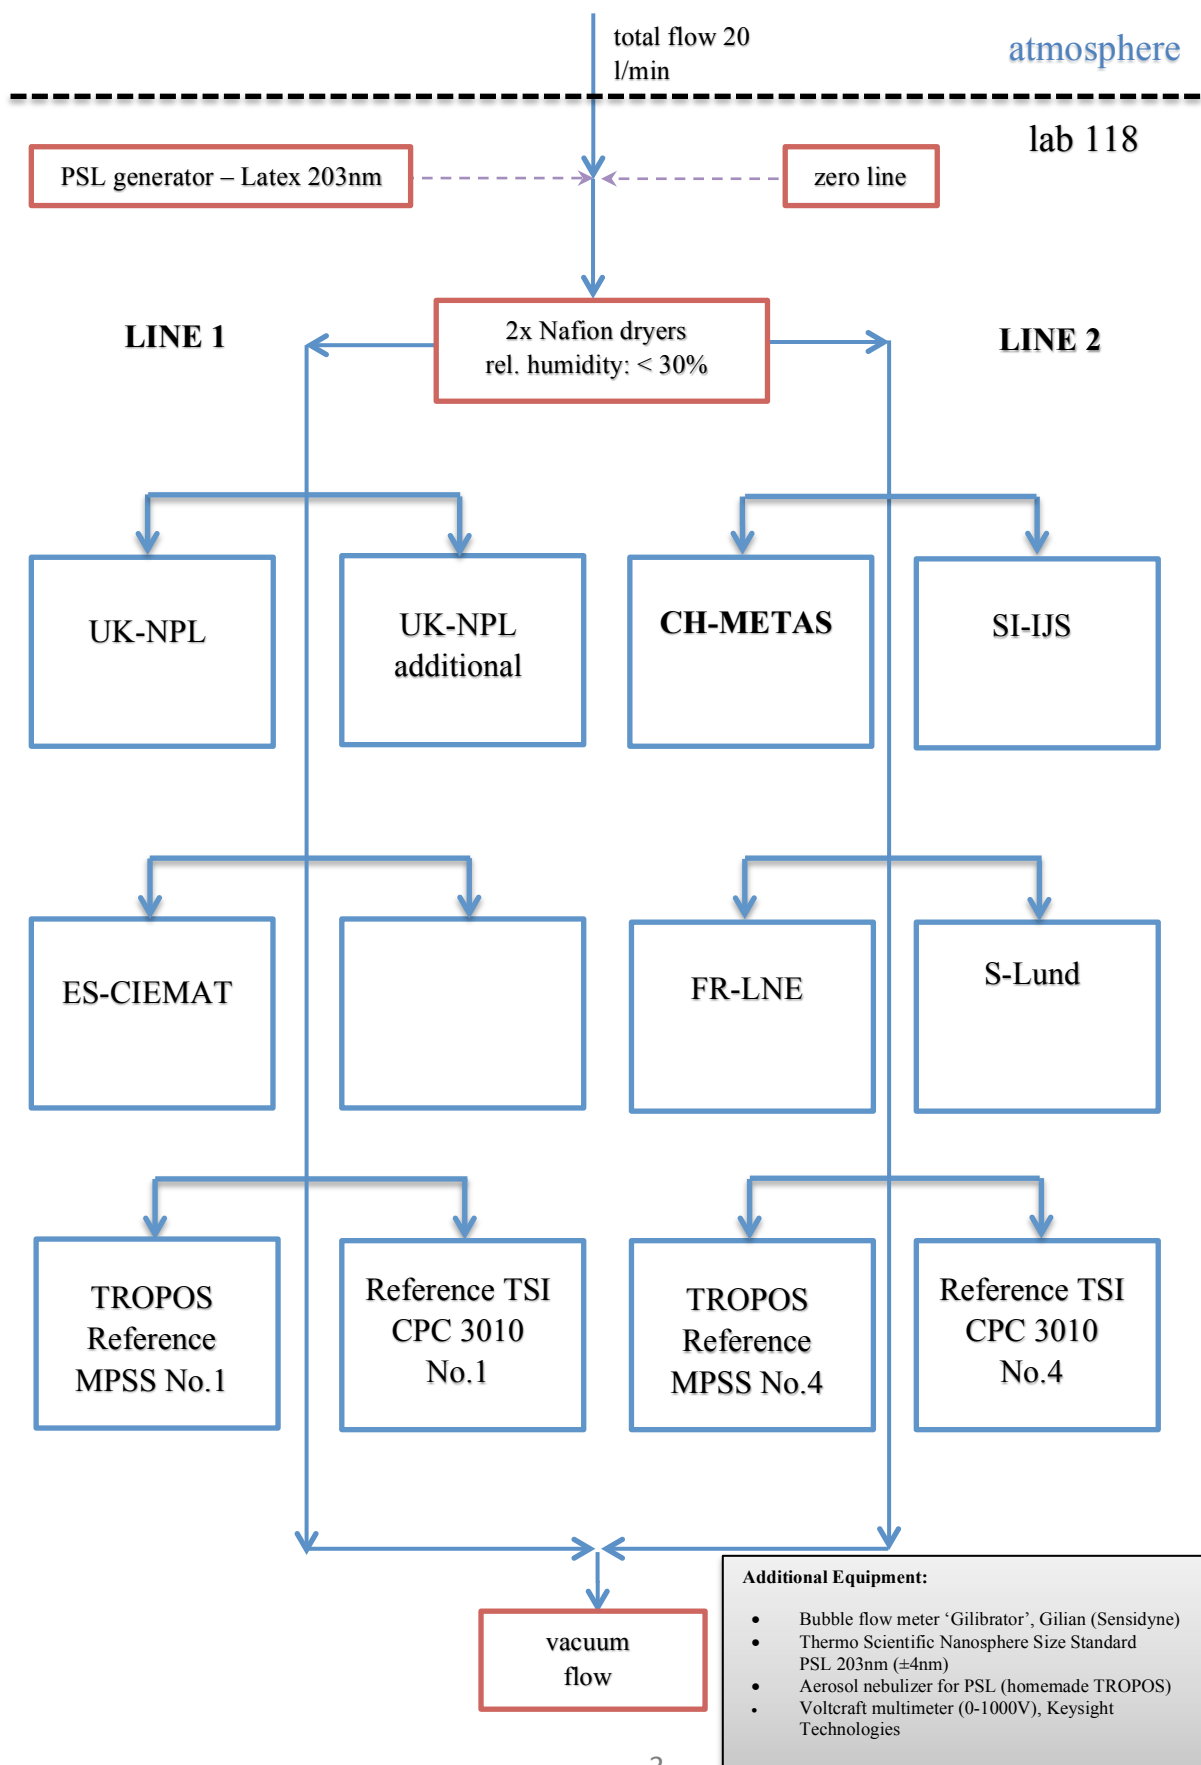 total flow 20
l/min
atmosphere
lab 118
PSL generator – Latex 203nm
zero line
LINE 1
2x Nafion dryers
rel. humidity: < 30%
LINE 2
UK-NPL
UK-NPL
additional
CH-METAS
SI-IJS
ES-CIEMAT
FR-LNE
S-Lund
TROPOS
Reference
MPSS No.1
Reference TSI
CPC 3010
No.1
TROPOS
Reference
MPSS No.4
Reference TSI
CPC 3010
No.4
vacuum
flow
Additional Equipment:
• Bubble flow meter ‘Gilibrator’, Gilian (Sensidyne)
• Thermo Scientific Nanosphere Size Standard
PSL 203nm (±4nm)
• Aerosol nebulizer for PSL (homemade TROPOS)
• Voltcraft multimeter (0-1000V), Keysight
Technologies